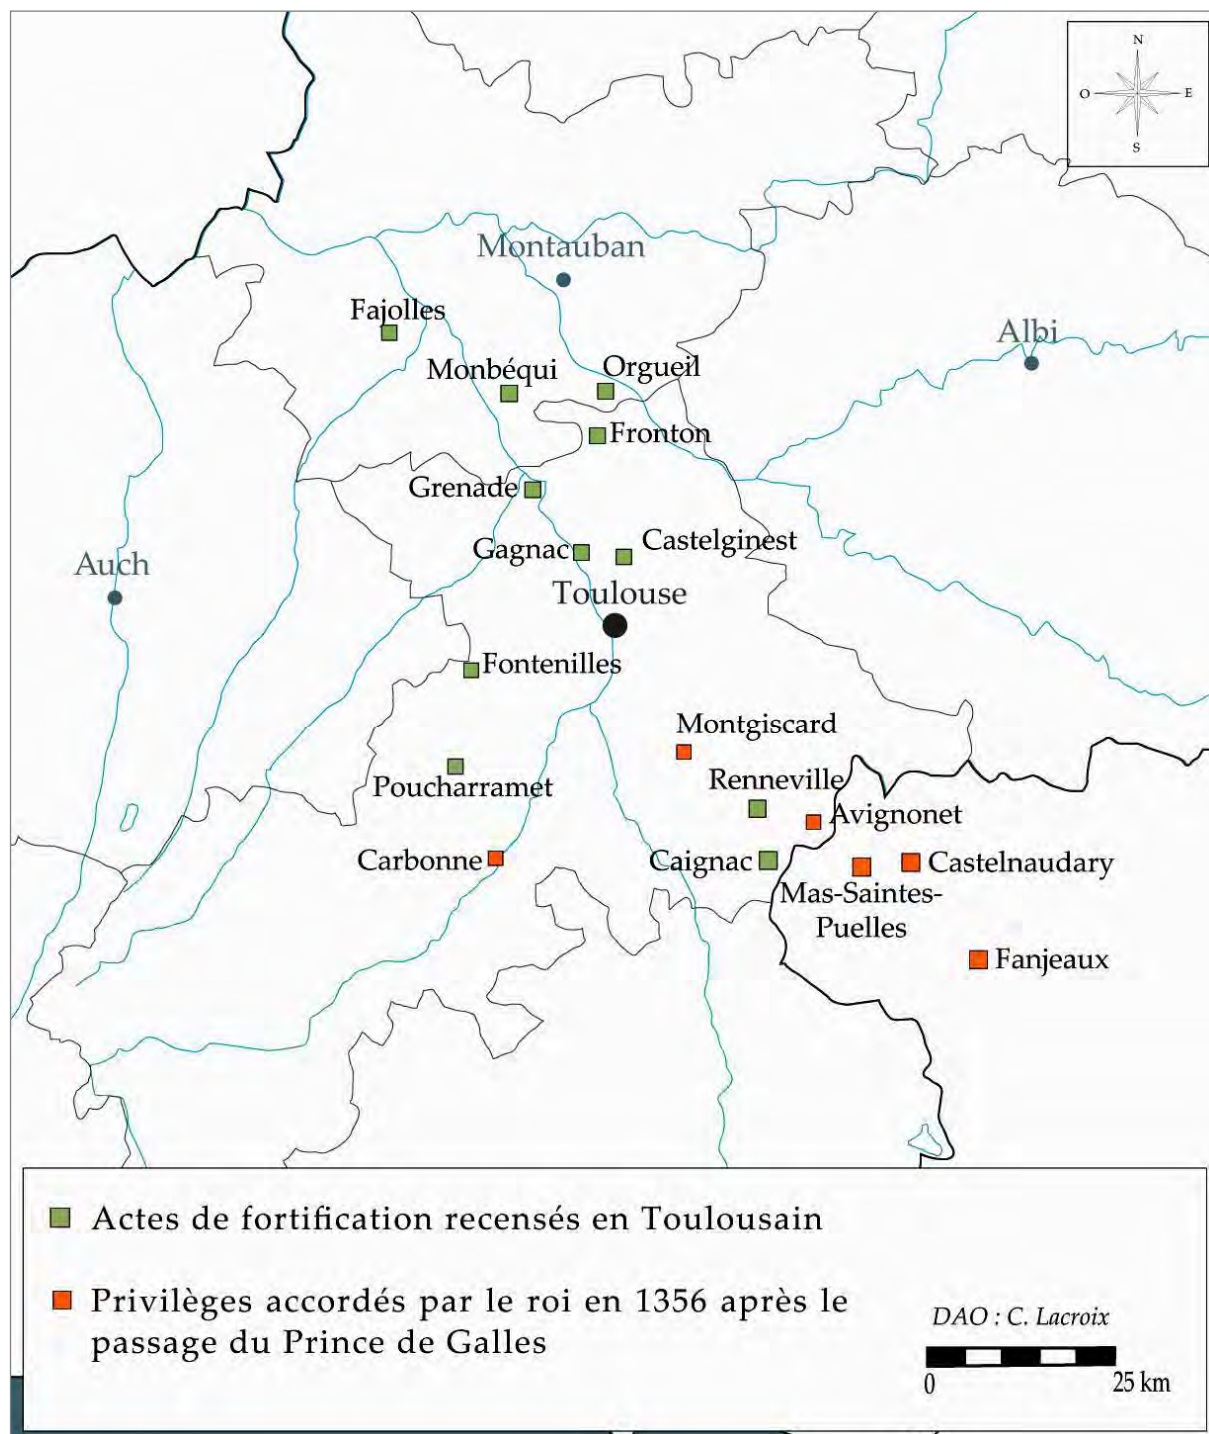 N
O
E
S
Montauban
Fajolles
Albi
Monbéqui
Orgueil
Fronton
Grenade
Gagnac
Castelginest
Auch
Toulouse
Fontenilles
Montgiscard
Poucharramet
Renneville
Avignonet
Carbonne
Caignac
Castelnaudary
Mas-Saintes-
Puelles
Fanjeaux
Actes de fortification recensés en Toulousain
Privilèges accordés par le roi en 1356 après le
passage du Prince de Galles
DAO : C. Lacroix
0
25 km